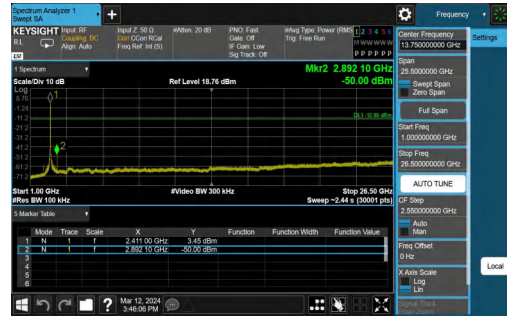 Spectrum Analyzer 1
Swept SA
Frequency
KEYSIGHT Input: RF Input Z: 50 Ω #Atten: 20 dB PNO: Fast #Avg Type: Power (RMS 1 2 3 4 5 6
RL Coupling: DC Corr CCorr RCal Gate: Off Trig: Free Run
Align: Auto Freq Ref: Int (S) IF Gain: Low
Sig Track: Off P P P P P P
Center Frequency
13.750000000 GHz
Settings
Span
25.5000000 GHz
Swept Span
Zero Span
Full Span
Start Freq
1.000000000 GHz
Stop Freq
26.500000000 GHz
AUTO TUNE
CF Step
2.550000000 GHz
Auto
Man
Freq Offset
0 Hz
X Axis Scale
Log
Lin
Signal Track
Local
1 Spectrum
Mkr2 2.892 10 GHz
Scale/Div 10 dB Ref Level 18.76 dBm -50.00 dBm
Log
8.76
-1.24
-11.2
-21.2
-31.2
-41.2
-51.2
-61.2
-71.2
1
2
Start 1.00 GHz #Video BW 300 kHz Stop 26.50 GHz
#Res BW 100 kHz Sweep ~2.44 s (30001 pts)
5 Marker Table
Mode Trace Scale X Y Function Function Width Function Value
1 N 1 f 2.411 00 GHz 3.45 dBm
2 N 1 f 2.892 10 GHz -50.00 dBm
3
4
5
6
Mar 12, 2024
3:46:06 PM